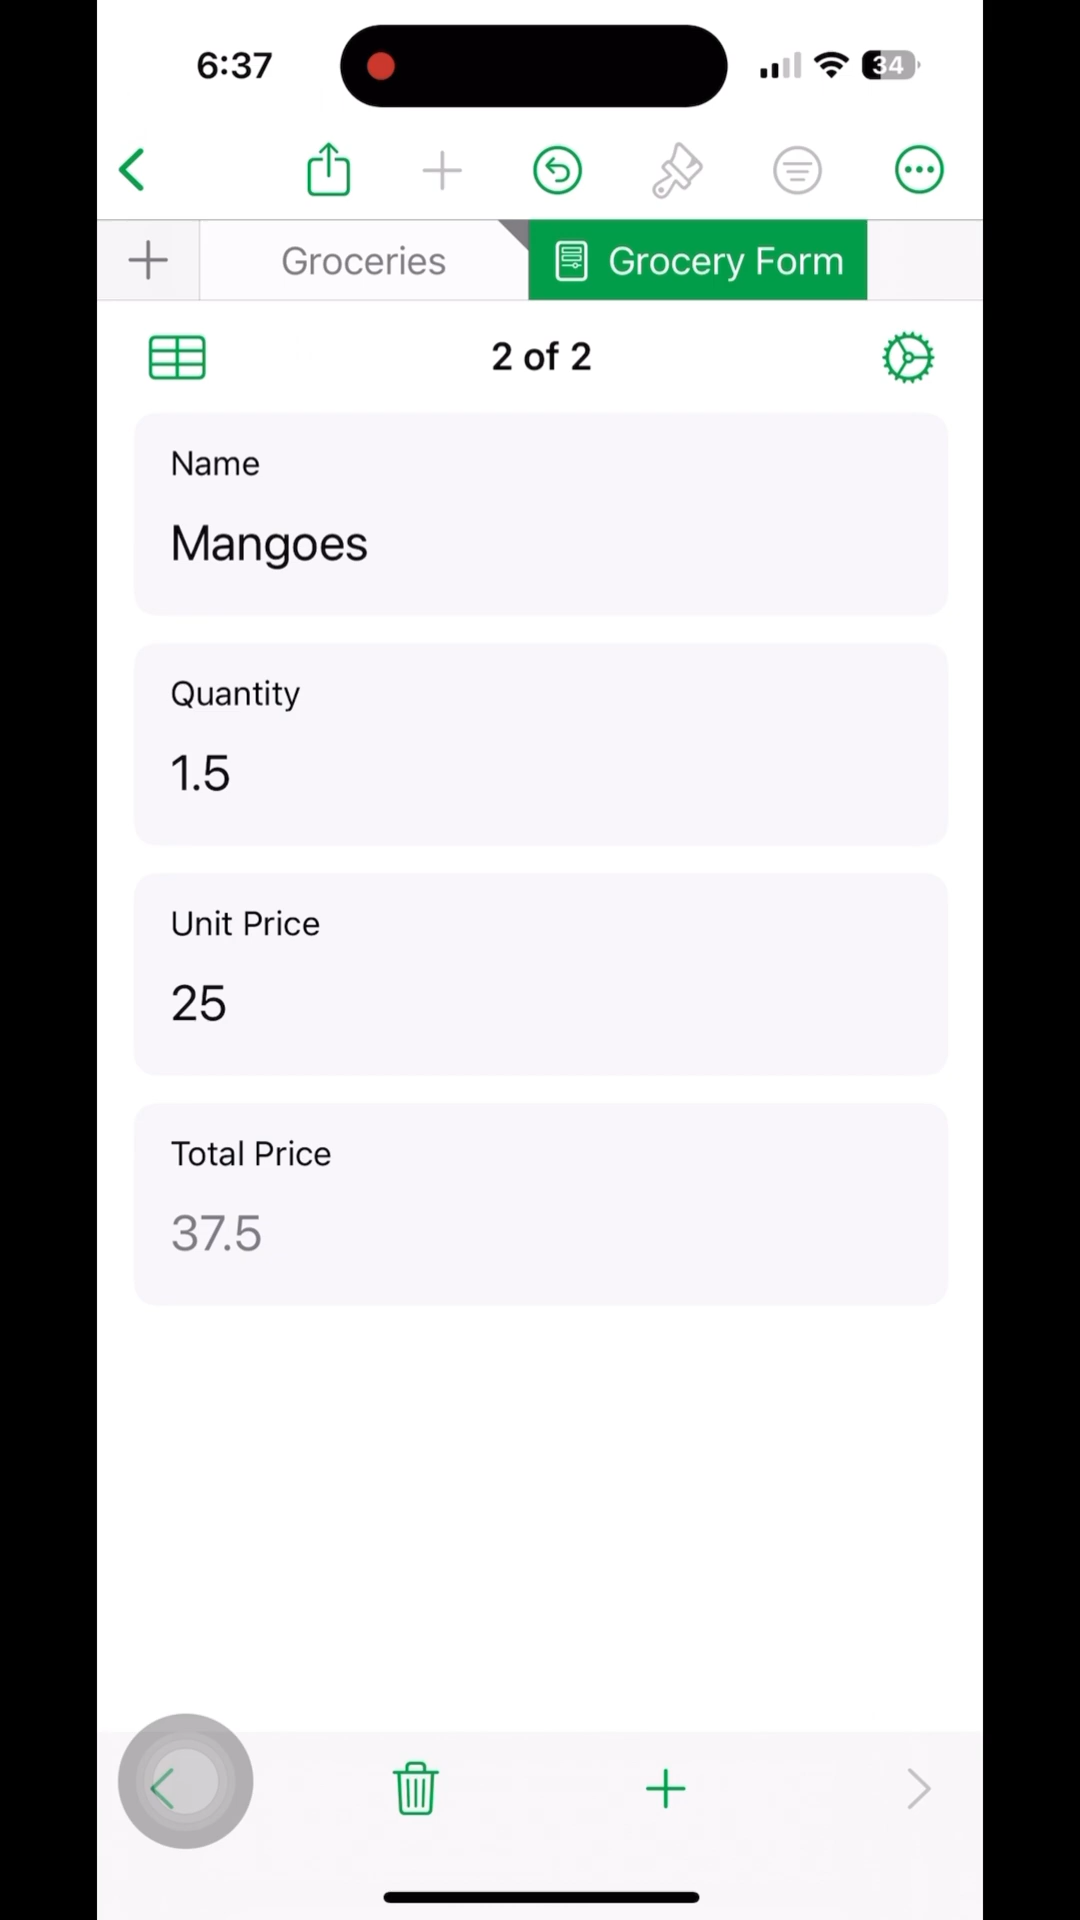 6:37
34
Groceries
Grocery Form
2 of 2
Name
Mangoes
Quantity
1.5
Unit Price
25
Total Price
37.5